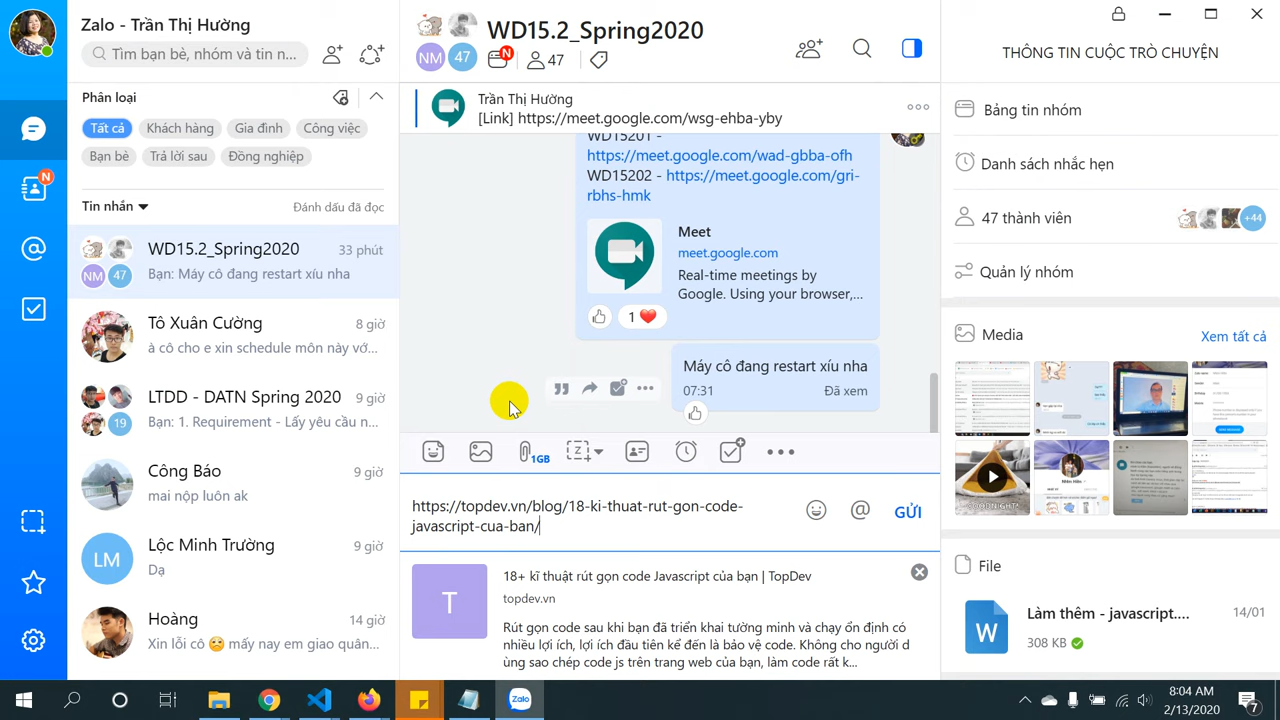 Zalo - Trần Thị Hường
Tìm bạn bè, nhóm và tin n...
Phân loại
Tất cả
Khách hàng
Gia đình
Công việc
Bạn bè
Trả lời sau
Đồng nghiệp
Tin nhắn
Đánh dấu đã đọc
N
NM
47
WD15.2_Spring2020
33 phút
Bạn: Máy cô đang restart xíu nha
Tô Xuân Cường
8 giờ
à cô cho e xin schedule môn này vớ...
19
LTDD - DATN Spring 2020
9 giờ
Bạn: 1. Requirement - Lấy yêu cầu n...
Công Báo
9 giờ
mai nộp luôn ak
LM
Lộc Minh Trường
9 giờ
Dạ
Hoàng
14 giờ
Xin lỗi cô 😔 mấy nay em giao quân...
NM
47
WD15.2_Spring2020
N
47
Trần Thị Hường
[Link] https://meet.google.com/wsg-ehba-yby
WD15201 -
https://meet.google.com/wad-gbba-ofh
WD15202 - https://meet.google.com/gri-
rbhs-hmk
Meet
meet.google.com
Real-time meetings by
Google. Using your browser,...
1 ❤️
Máy cô đang restart xíu nha
07:31
Đã xem
1GB
https://topdev.vn/blog/18-ki-thuat-rut-gon-code-
javascript-cua-ban/
GỬI
T
18+ kĩ thuật rút gọn code Javascript của bạn | TopDev
topdev.vn
Rút gọn code sau khi bạn đã triển khai tường minh và chạy ổn định có
nhiều lợi ích, lợi ích đầu tiên kể đến là bảo vệ code. Không cho người d
ùng sao chép code js trên trang web của bạn, làm code rất k...
THÔNG TIN CUỘC TRÒ CHUYỆN
Bảng tin nhóm
Danh sách nhắc hẹn
47 thành viên
+44
Quản lý nhóm
Media
Xem tất cả
File
W
Làm thêm - javascript....
14/01
308 KB
Zalo
8:04 AM
2/13/2020
7